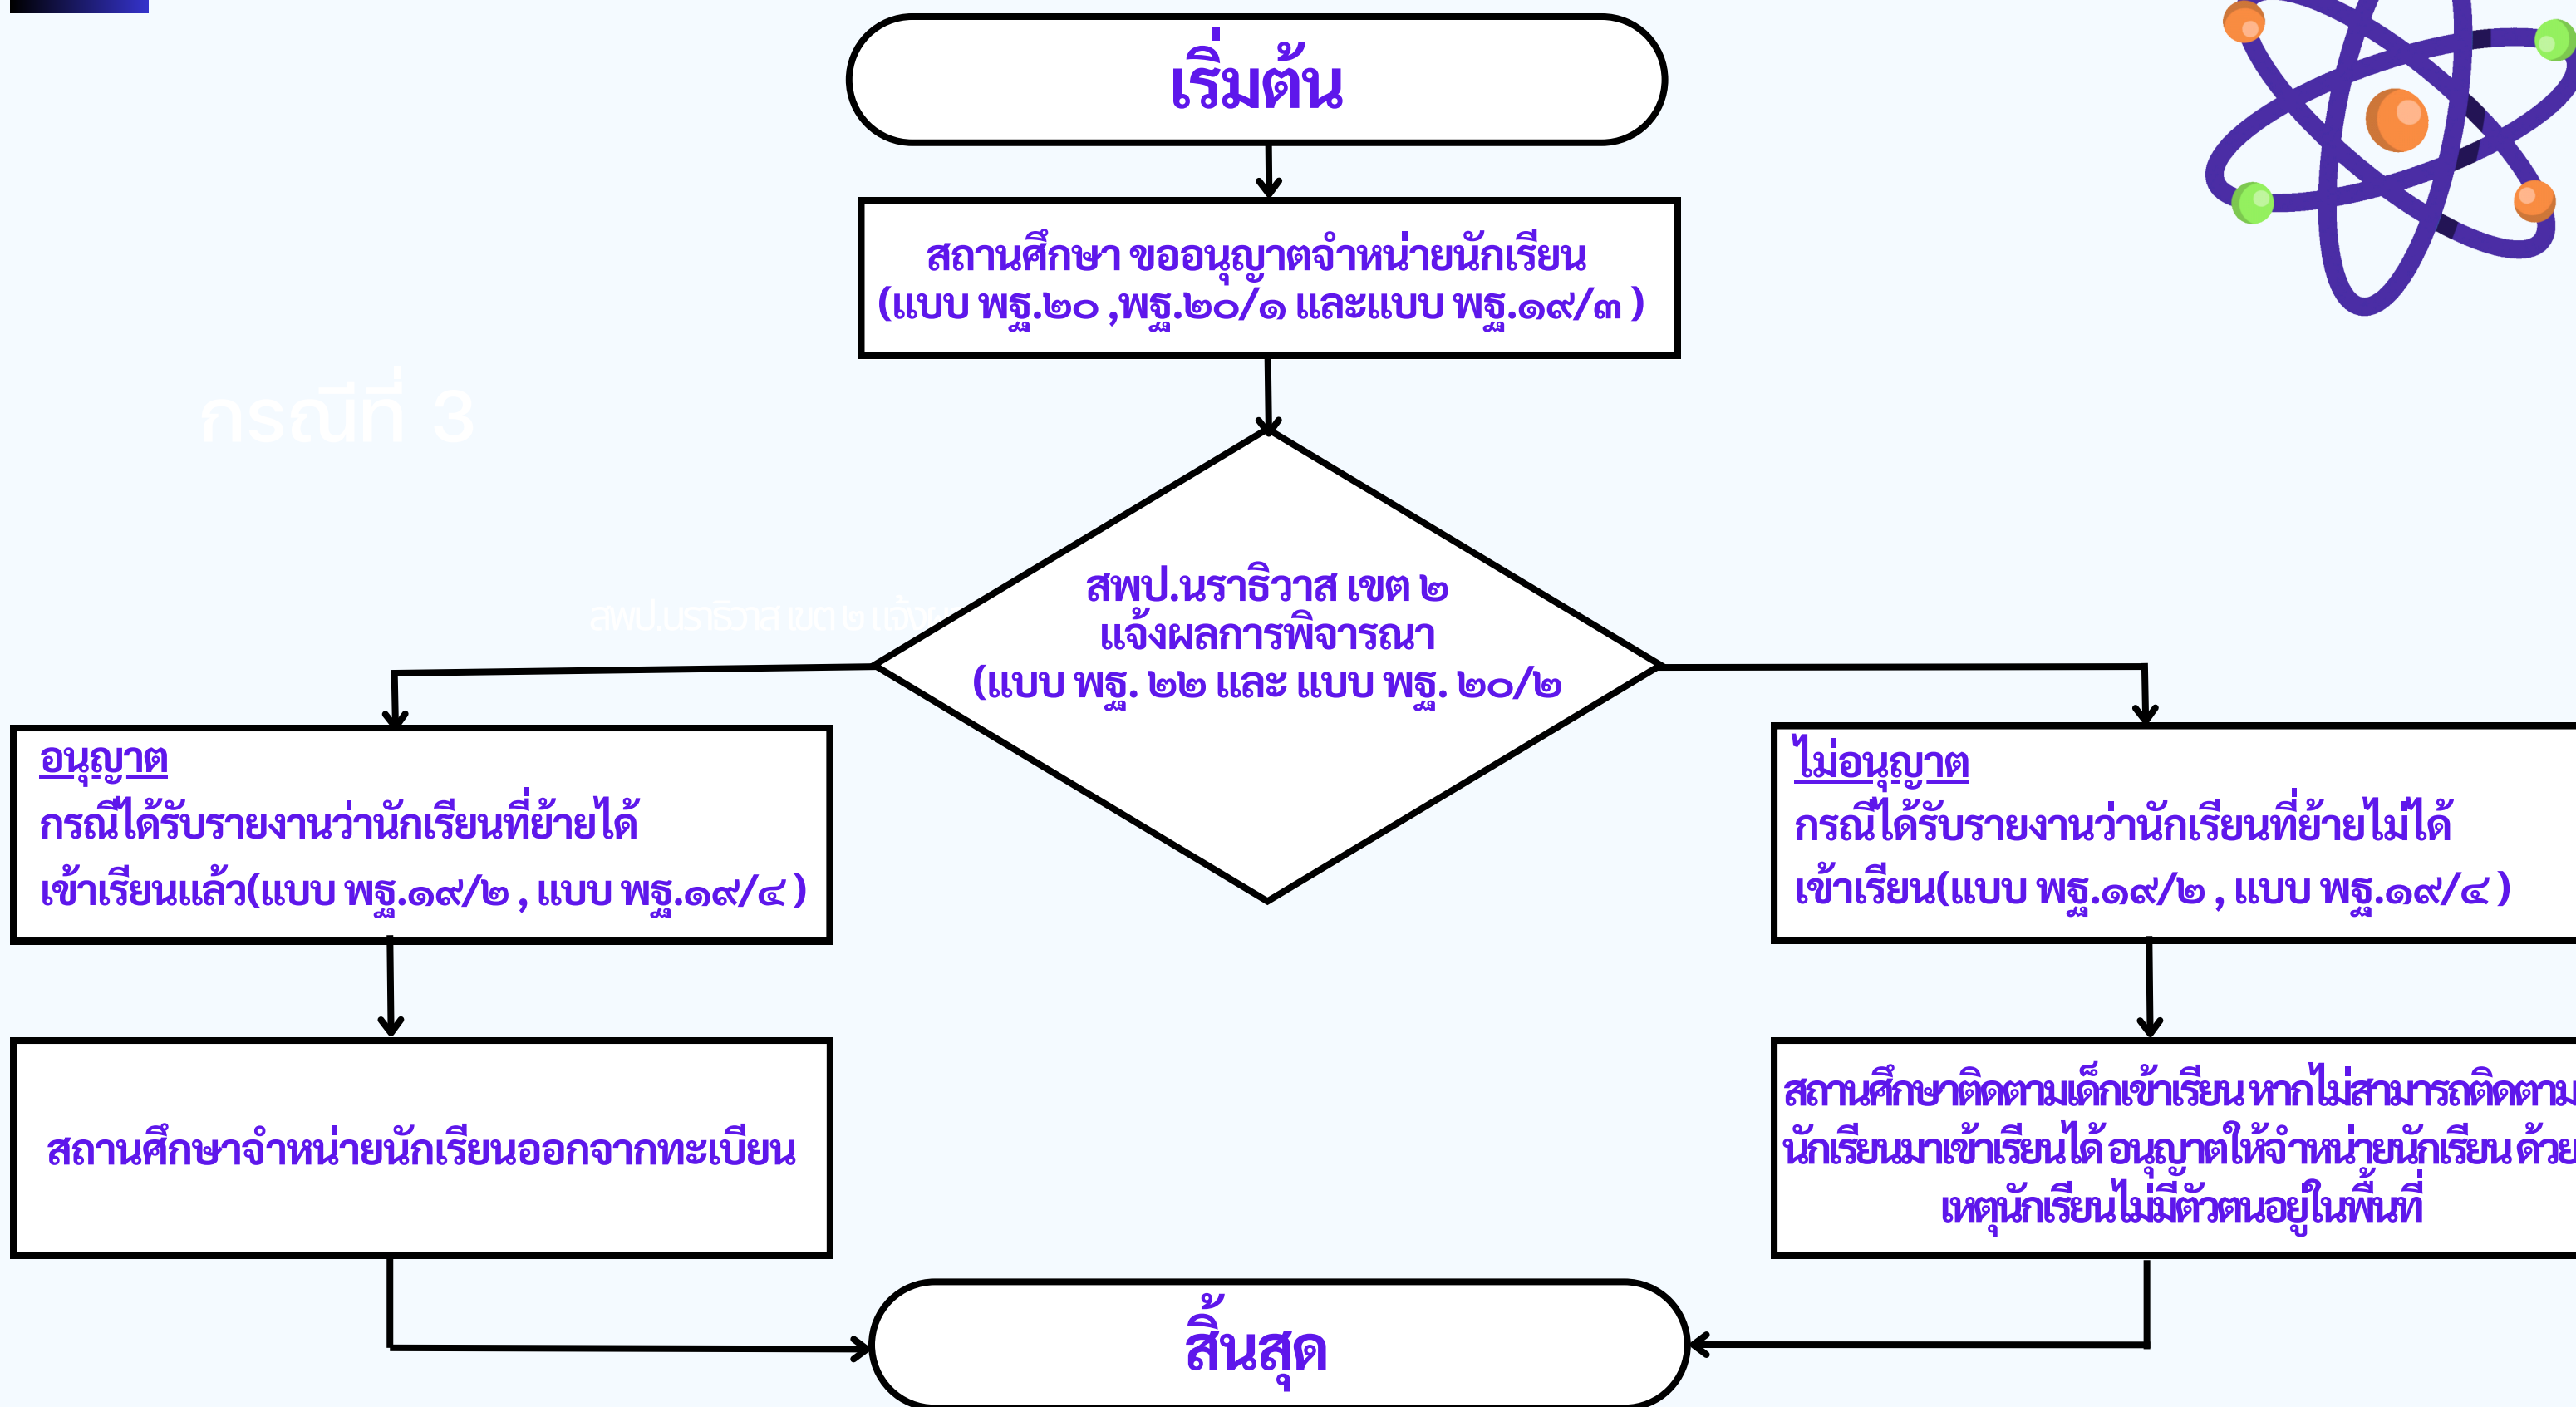 เริ่มต้น
สถานศึกษา ขออนุญาตจำหน่ายนักเรียน
(แบบ พฐ.๒๐ ,พฐ.๒๐/๑ และแบบ พฐ.๑๙/๓ )
กรณีที่ 3
สพป.นราธิวาส เขต ๒ แจ้ง
สพป.นราธิวาส เขต ๒
แจ้งผลการพิจารณา
(แบบ พฐ. ๒๒ และ แบบ พฐ. ๒๐/๒
อนุญาต
กรณีได้รับรายงานว่านักเรียนที่ย้ายได้
เข้าเรียนแล้ว(แบบ พฐ.๑๙/๒ , แบบ พฐ.๑๙/๔ )
ไม่อนุญาต
กรณีได้รับรายงานว่านักเรียนที่ย้ายไม่ได้
เข้าเรียน(แบบ พฐ.๑๙/๒ , แบบ พฐ.๑๙/๔ )
สถานศึกษาจำหน่ายนักเรียนออกจากทะเบียน
สถานศึกษาติดตามเด็กเข้าเรียน หากไม่สามารถติดตาม
นักเรียนมาเข้าเรียนได้ อนุญาตให้จำหน่ายนักเรียน ด้วย
เหตุนักเรียนไม่มีตัวตนอยู่ในพื้นที่
สิ้นสุด